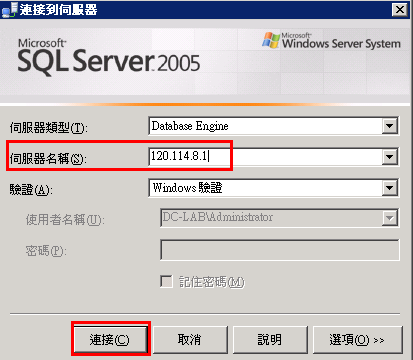 連接到伺服器
Microsoft
SQL Server 2005
Microsoft
Windows Server System
伺服器類型(T):
Database Engine
伺服器名稱(S):
120.114.8.1
驗證(A):
Windows 驗證
使用者名稱(U):
DC-LAB\Administrator
密碼(P):
記住密碼(M)
連接(C)
取消
說明
選項(O) >>